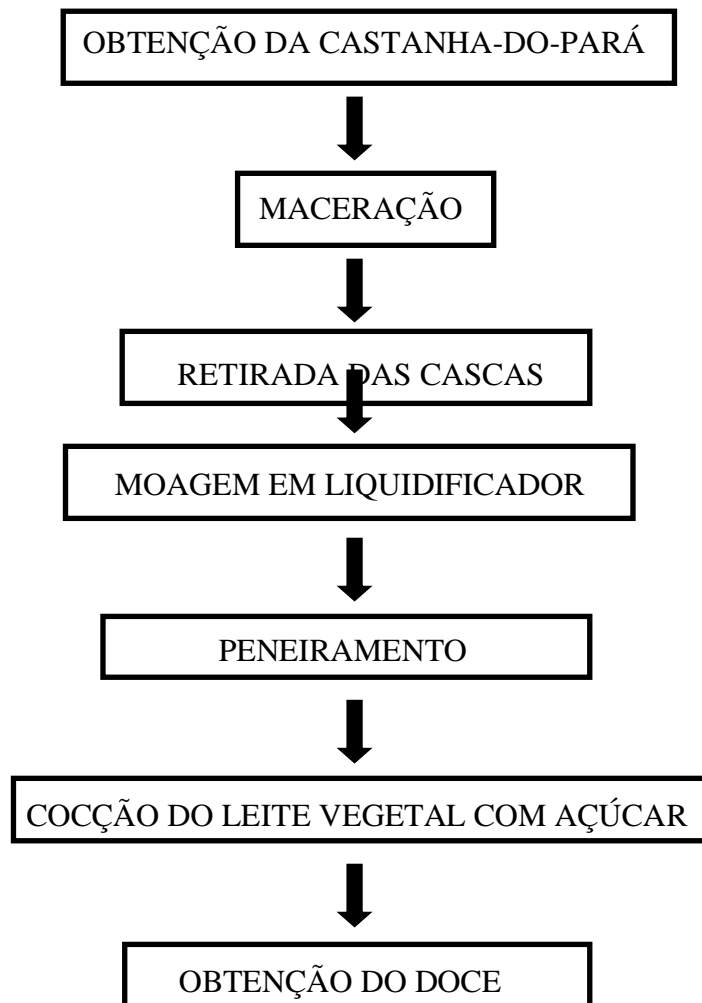 OBTENÇÃO DA CASTANHA-DO-PARÁ
MACERAÇÃO
RETIRADA DAS CASCAS
MOAGEM EM LIQUIDIFICADOR
PENEIRAMENTO
COCÇÃO DO LEITE VEGETAL COM AÇÚCAR
OBTENÇÃO DO DOCE